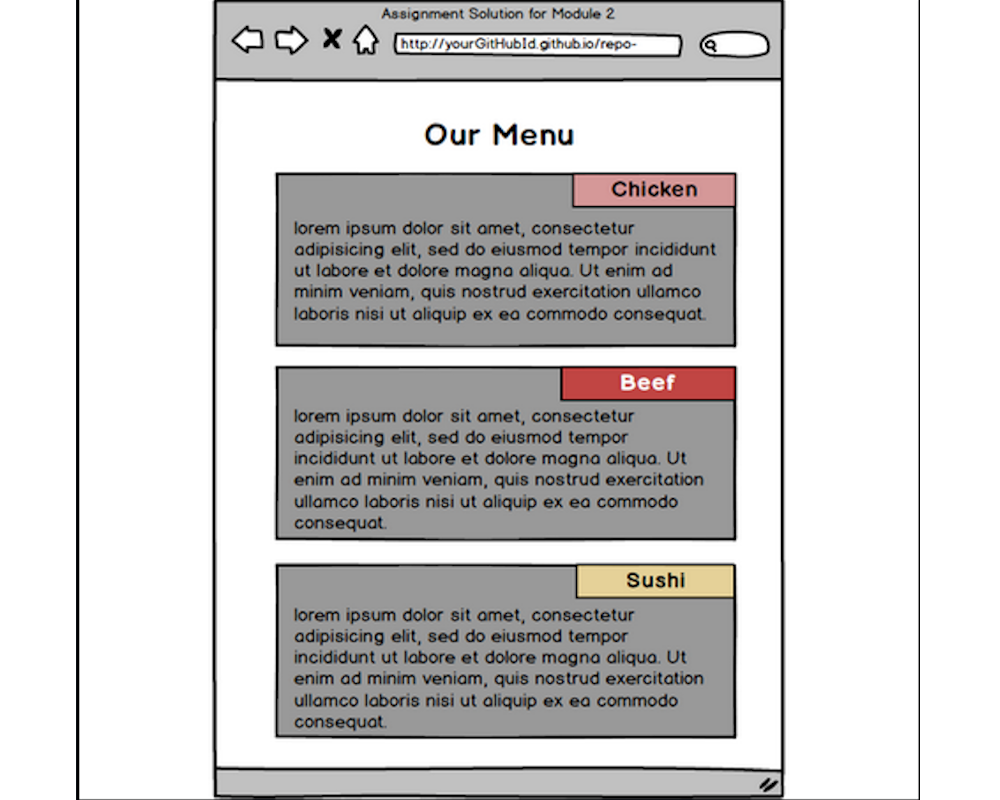 Assignment Solution for Module 2
http://yourGitHubId.github.io/repo-
Our Menu
Chicken
lorem ipsum dolor sit amet, consectetur
adipisicing elit, sed do eiusmod tempor incididunt
ut labore et dolore magna aliqua. Ut enim ad
minim veniam, quis nostrud exercitation ullamco
laboris nisi ut aliquip ex ea commodo consequat.
Beef
lorem ipsum dolor sit amet, consectetur
adipisicing elit, sed do eiusmod tempor
incididunt ut labore et dolore magna aliqua. Ut
enim ad minim veniam, quis nostrud exercitation
ullamco laboris nisi ut aliquip ex ea commodo
consequat.
Sushi
lorem ipsum dolor sit amet, consectetur
adipisicing elit, sed do eiusmod tempor
incididunt ut labore et dolore magna aliqua. Ut
enim ad minim veniam, quis nostrud exercitation
ullamco laboris nisi ut aliquip ex ea commodo
consequat.